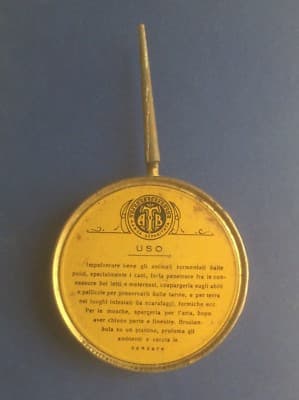 USO
Impolverare bene gli animali tormentati dalle
pulci, specialmente i cani, farla penetrare fra le con-
nessure dei letti e materassi, cospargerla sugli abiti
e pelliccie per preservarli dalle tarme, e per terra
nei luoghi infestati da scarafaggi, formiche ecc.
Per le mosche, spargerla per l'aria, dopo
aver chiuso porte e finestre. Brucian-
dola su un piattino, profuma gli
ambienti e caccia le
zanzare